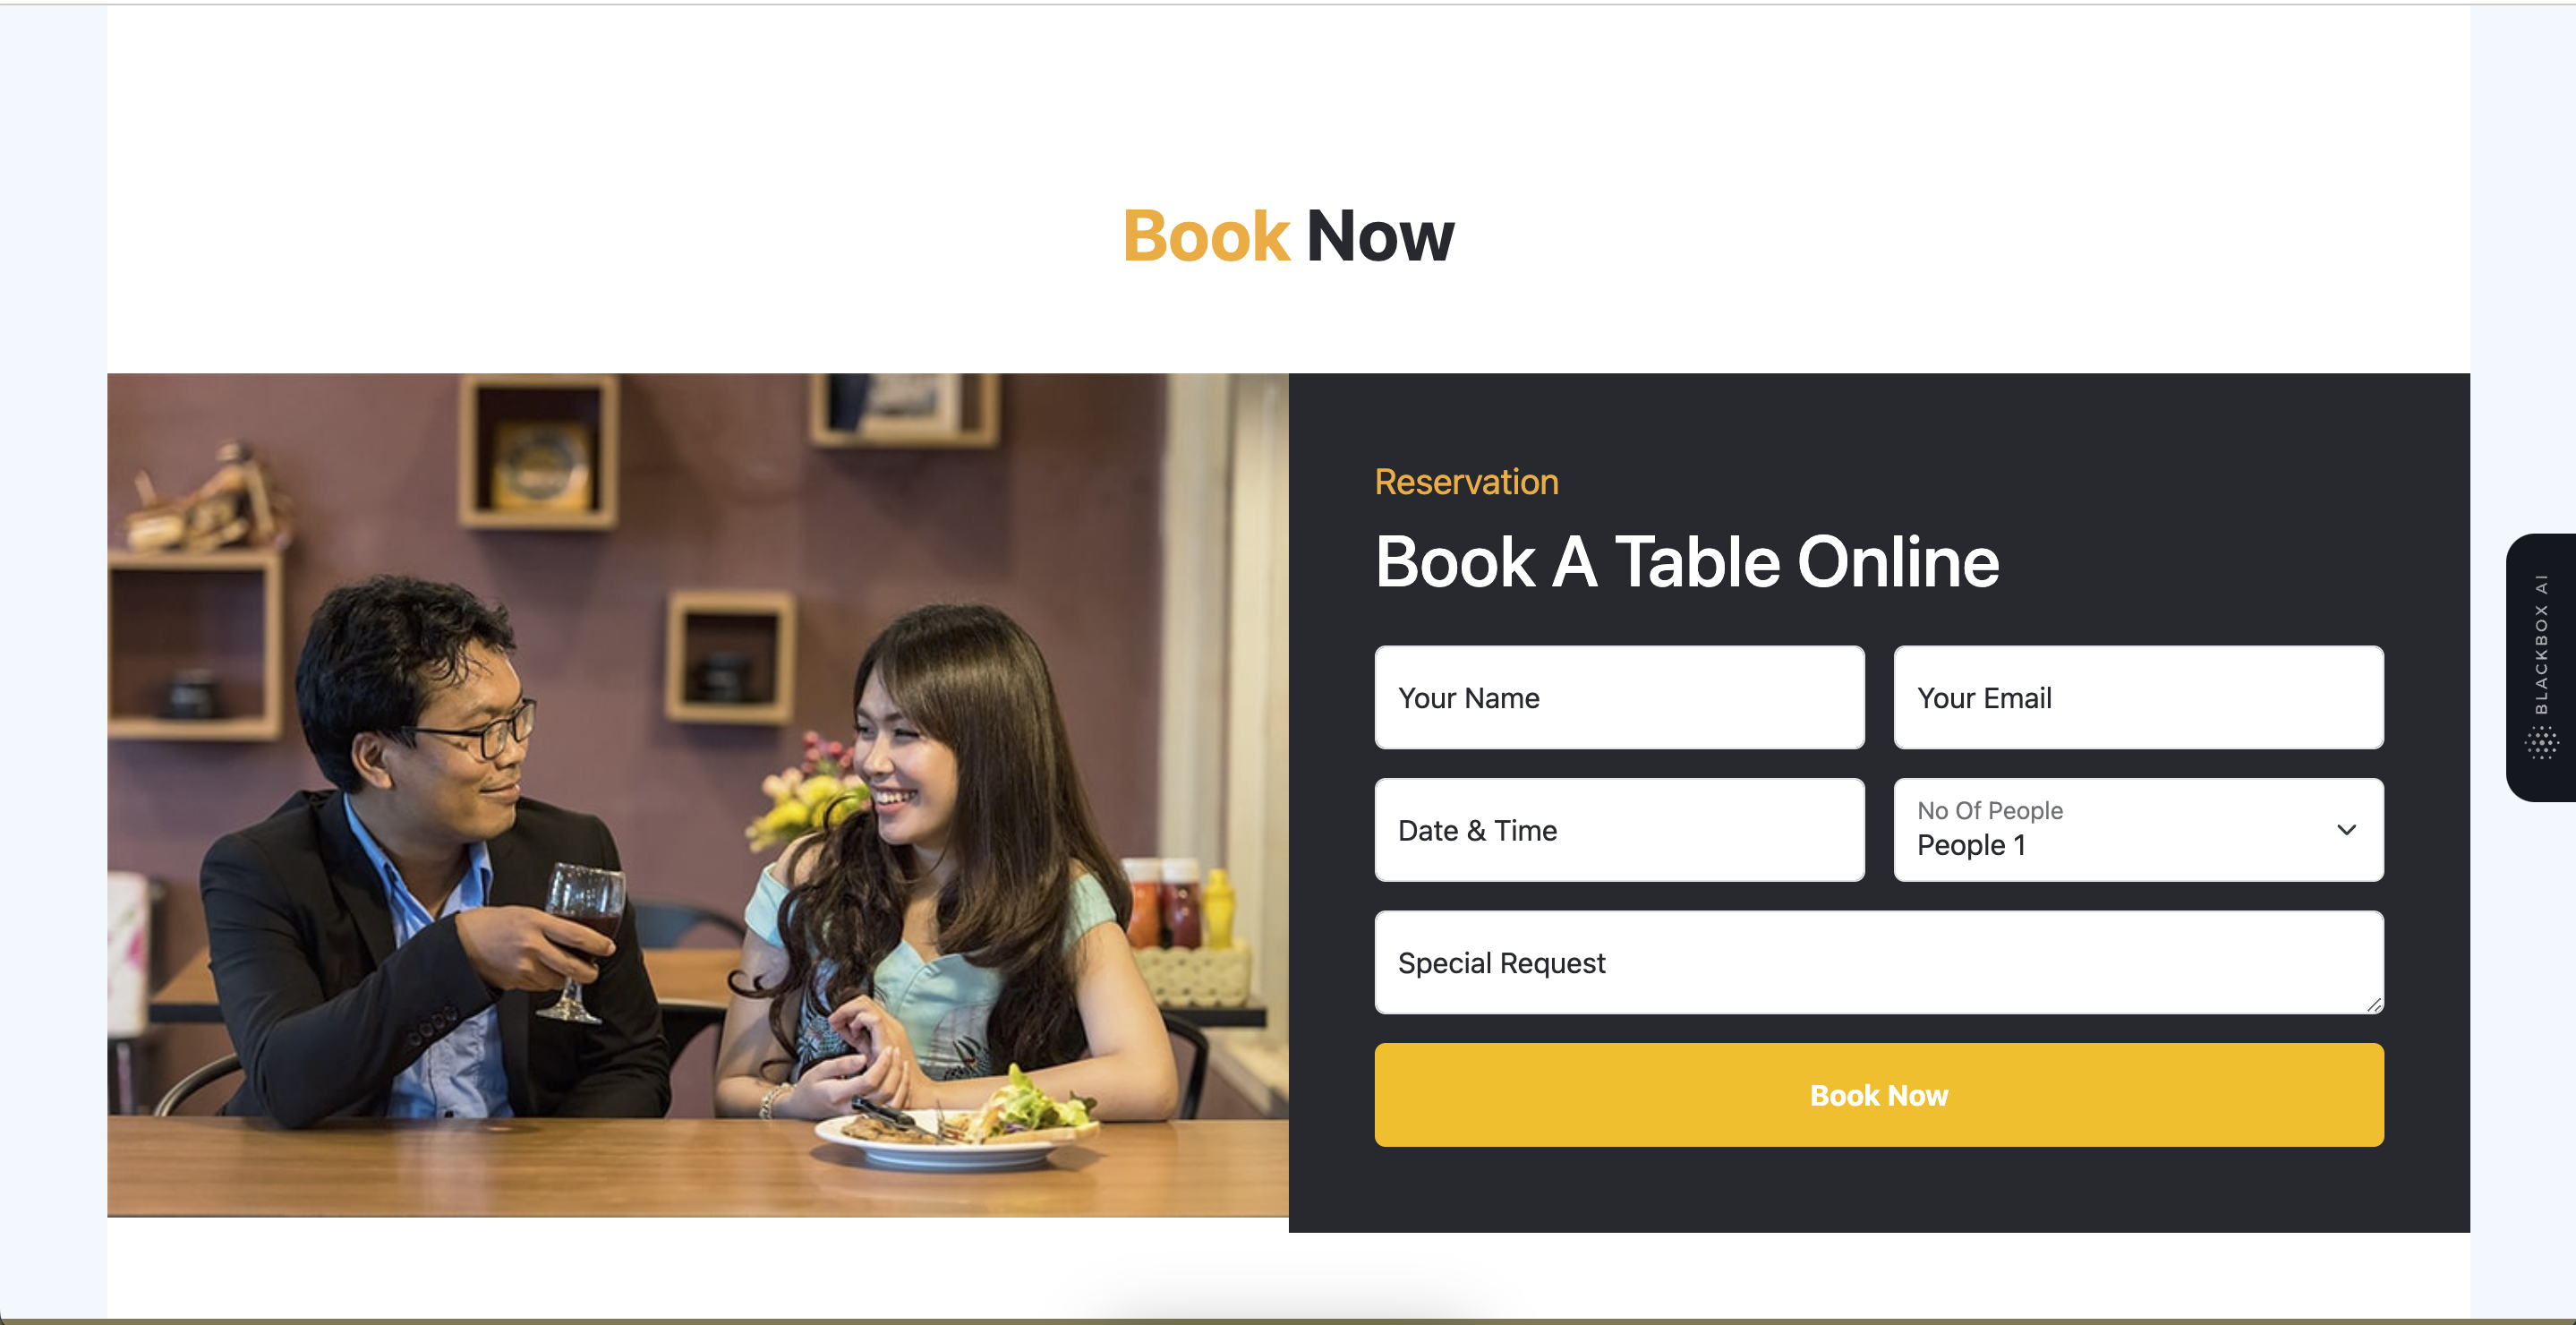 Book Now
Reservation
Book A Table Online
Your Name
Your Email
Date & Time
No Of People
People 1
Special Request
Book Now
BLACKBOX AI